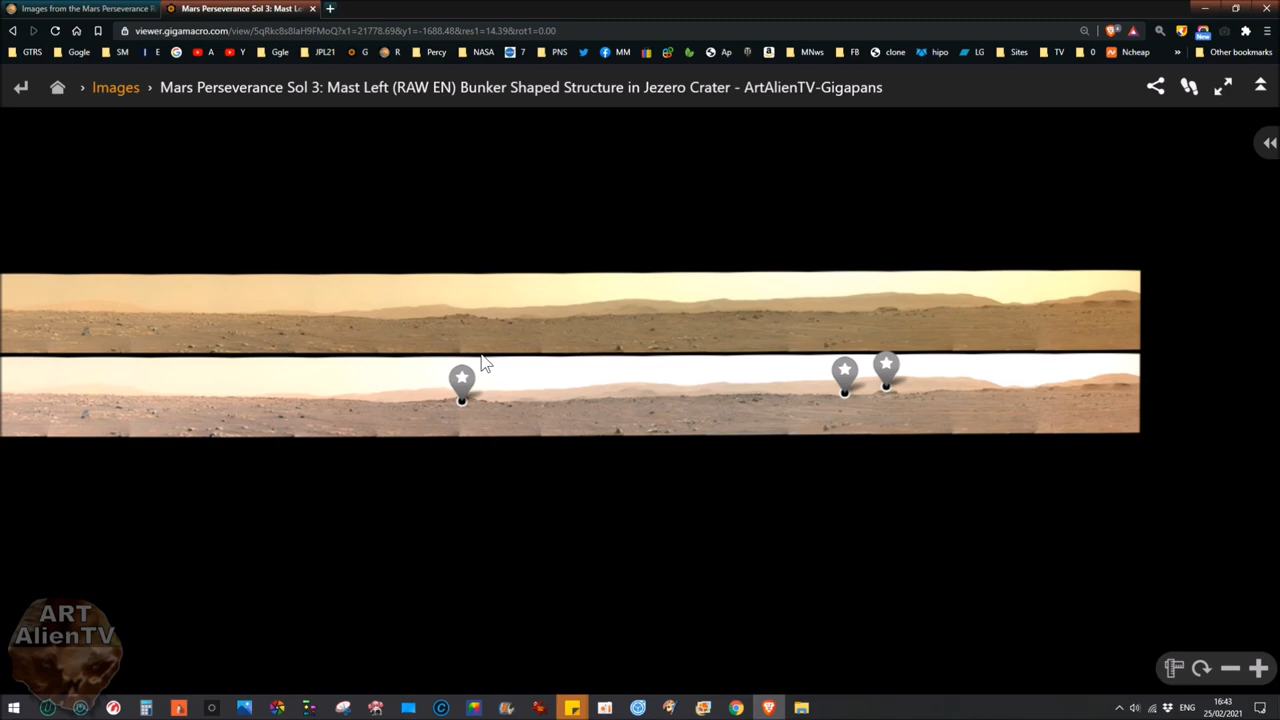 Images from the Mars Perseverance R
Mars Perseverance Sol 3: Mast Le
viewer.gigamacro.com/view/5qRkc8s8IaH9FMoQ?x1=21778.69&y1=-1688.48&res1=14.39&rot1=0.00
GTRS Gogle SM E Ggle JPL21 G R Percy NASA 7 PNS A Y MM Ap MNws FB clone hipo LG Sites TV 0 Ncheap » Other bookmarks
Images › Mars Perseverance Sol 3: Mast Left (RAW EN) Bunker Shaped Structure in Jezero Crater - ArtAlienTV-Gigapans
ART
AlienTV
ENG
16:43
25/02/2021